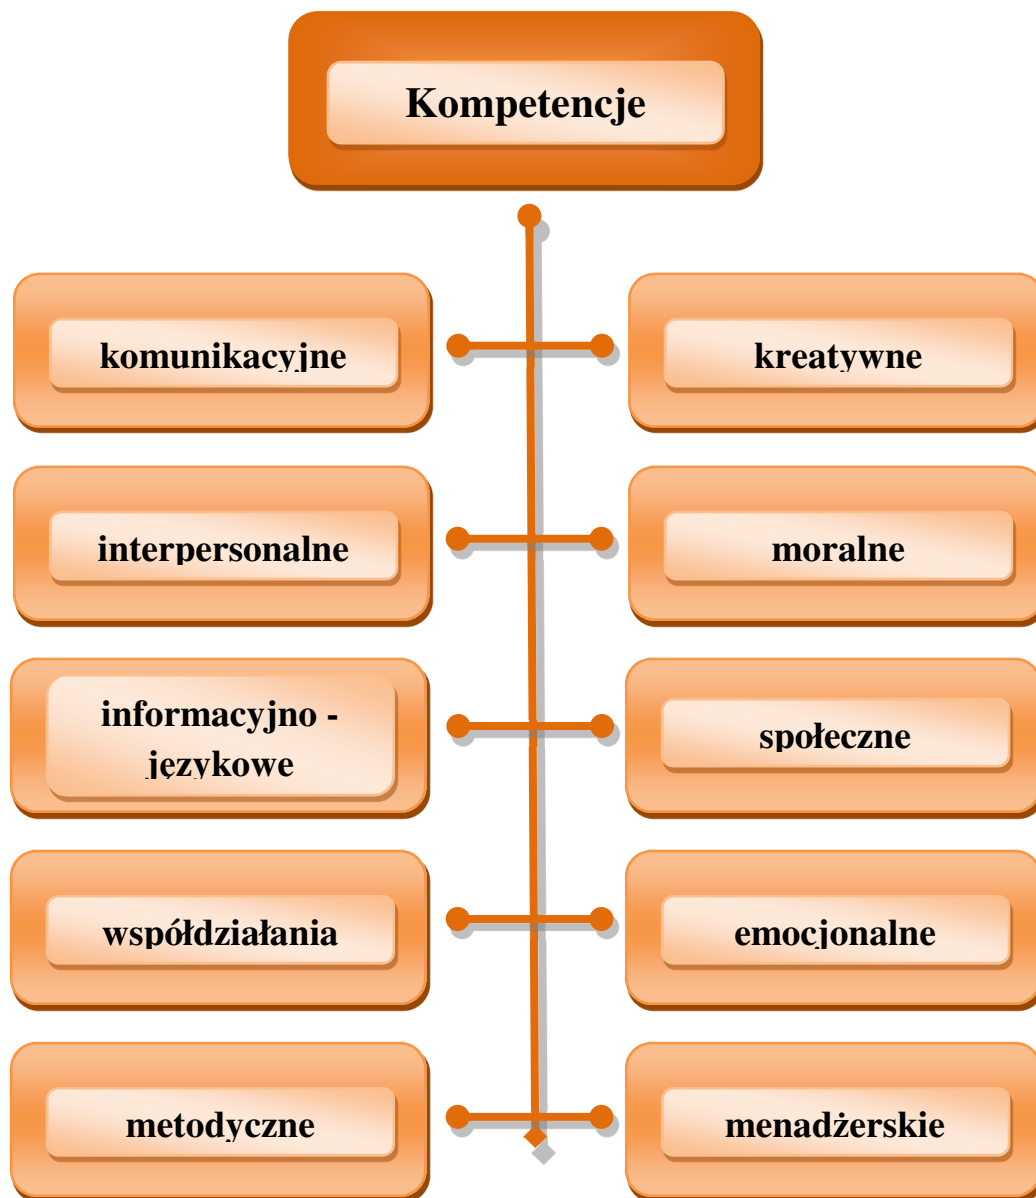 Kompetencje
komunikacyjne
kreatywne
interpersonalne
moralne
informacyjno -
językowe
społeczne
współdziałania
emocjonalne
metodyczne
menadżerskie